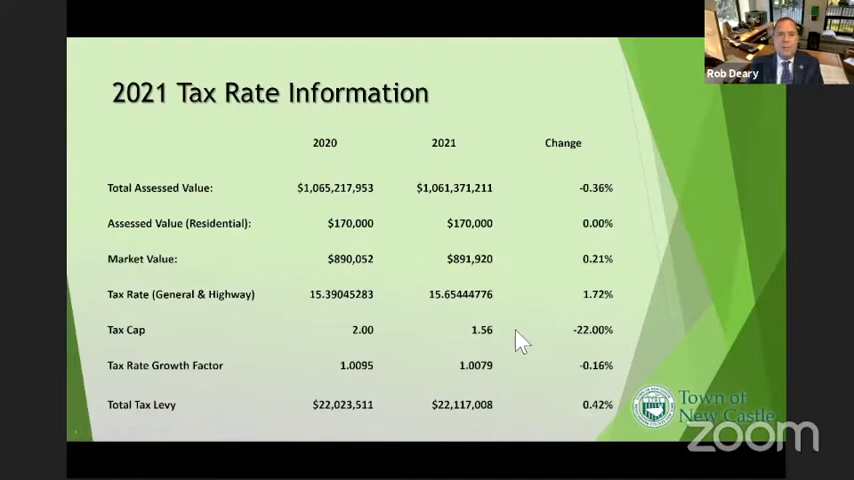 Rob Deary
2021 Tax Rate Information
2020 2021 Change
Total Assessed Value: $1,065,217,953 $1,061,371,211 -0.36%
Assessed Value (Residential): $170,000 $170,000 0.00%
Market Value: $890,052 $891,920 0.21%
Tax Rate (General & Highway) 15.39045283 15.65444776 1.72%
Tax Cap 2.00 1.56 -22.00%
Tax Rate Growth Factor 1.0095 1.0079 -0.16%
Total Tax Levy $22,023,511 $22,117,008 0.42%
Town of
New Castle
zoom